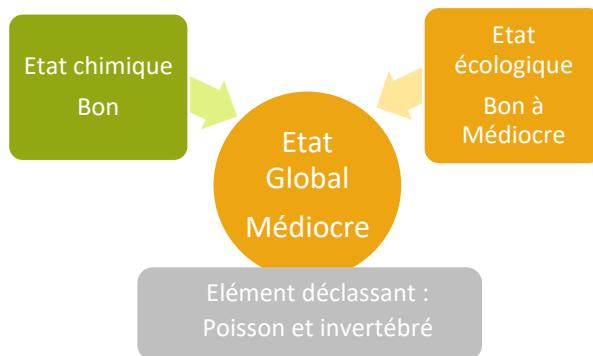 Etat chimique
Bon
Etat
écologique
Bon à
Médiocre
Etat
Global
Médiocre
Elément déclassant :
Poisson et invertébré